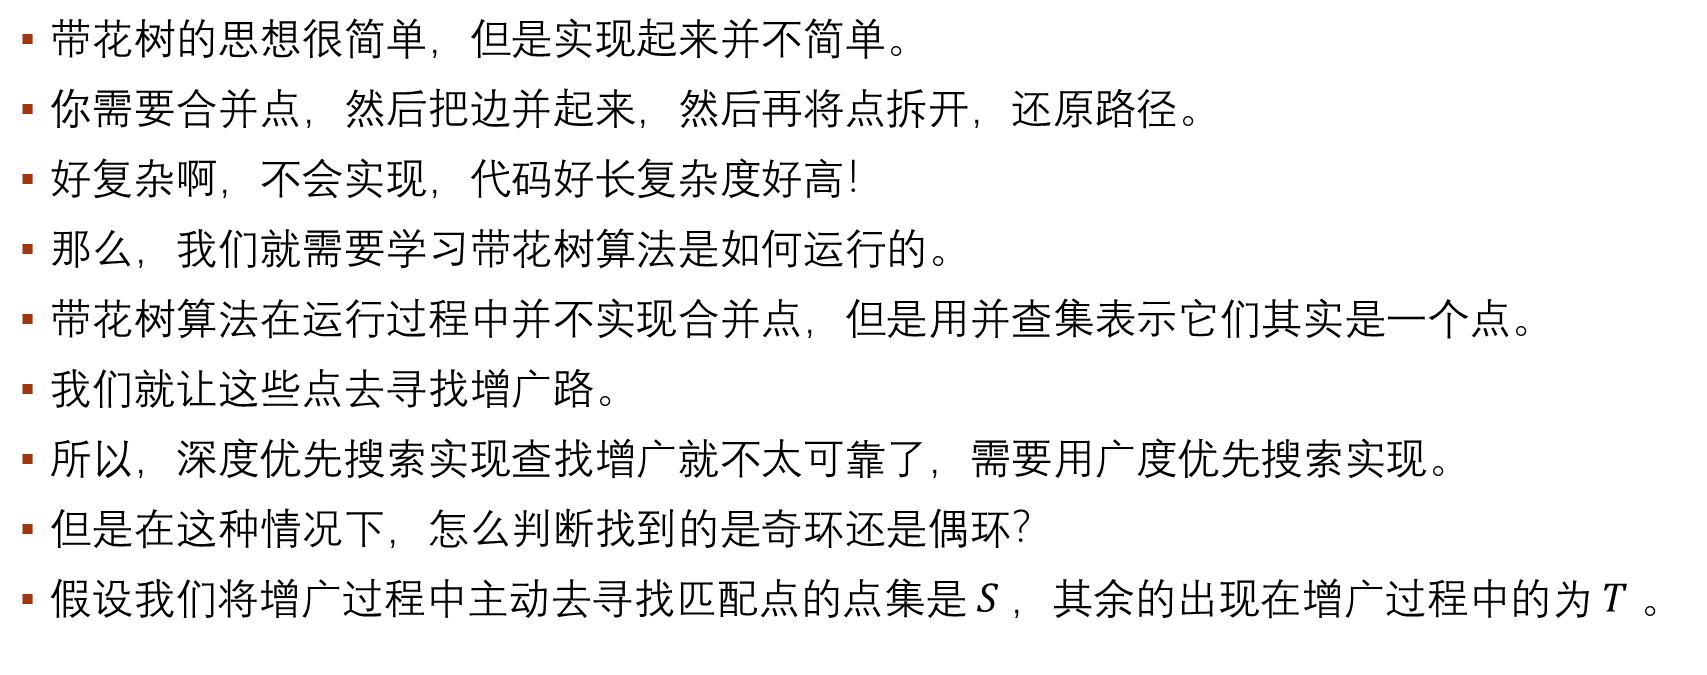 ▪ 带花树的思想很简单，但是实现起来并不简单。
▪ 你需要合并点，然后把边并起来，然后再将点拆开，还原路径。
▪ 好复杂啊，不会实现，代码好长复杂度好高！
▪ 那么，我们就需要学习带花树算法是如何运行的。
▪ 带花树算法在运行过程中并不实现合并点，但是用并查集表示它们其实是一个点。
▪ 我们就让这些点去寻找增广路。
▪ 所以，深度优先搜索实现查找增广就不太可靠了，需要用广度优先搜索实现。
▪ 但是在这种情况下，怎么判断找到的是奇环还是偶环？
▪ 假设我们将增广过程中主动去寻找匹配点的点集是 S ，其余的出现在增广过程中的为 T 。